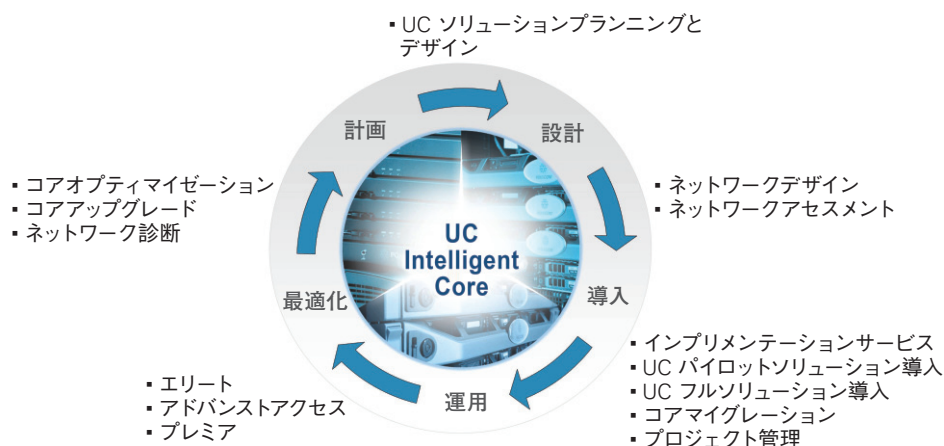 ▪ UC ソリューションプランニングと
デザイン
計画
設計
▪ コアオプティマイゼーション
▪ コアアップグレード
▪ ネットワーク診断
▪ ネットワークデザイン
▪ ネットワークアセスメント
UC
Intelligent
Core
最適化
導入
▪ インプリメンテーションサービス
▪ UC パイロットソリューション導入
▪ UC フルソリューション導入
▪ コアマイグレーション
▪ プロジェクト管理
運用
▪ エリート
▪ アドバンストアクセス
▪ プレミア